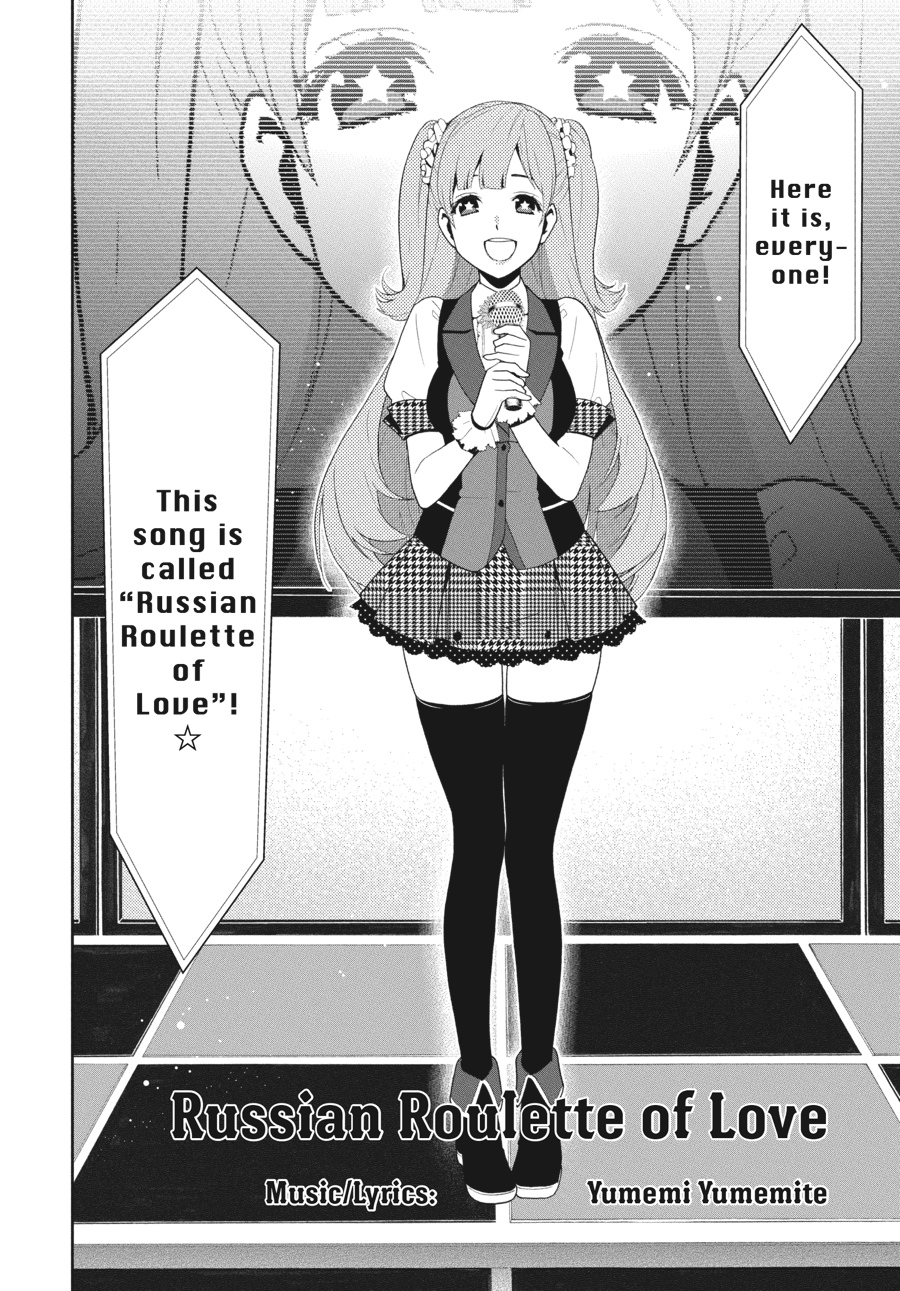 Here
it is,
every-
one!
This
song is
called
“Russian
Roulette
of
Love”!
☆
Russian Roulette of Love
Music/Lyrics: Yumemi Yumemite